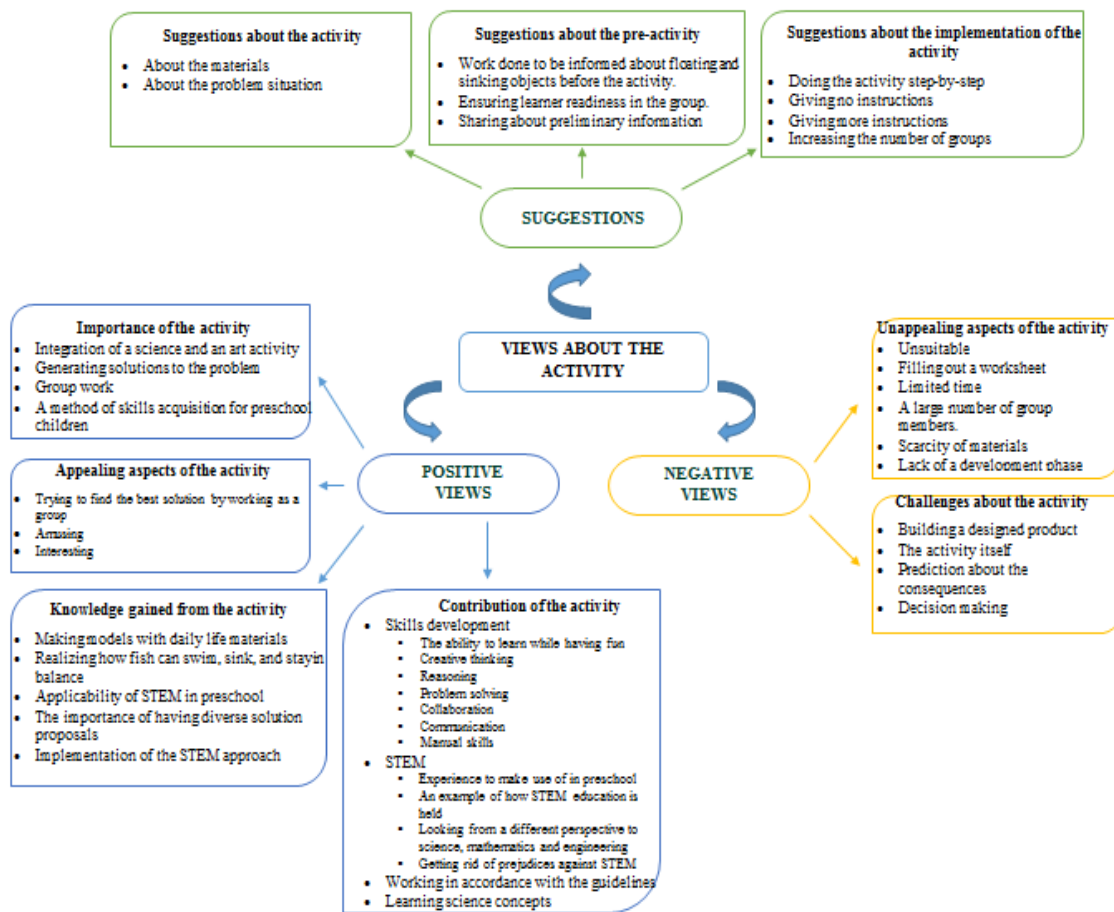 Suggestions about the activity
• About the materials
• About the problem situation
Suggestions about the pre-activity
• Work done to be informed about floating and
sinking objects before the activity.
• Ensuring learner readiness in the group.
• Sharing about preliminary information
Suggestions about the implementation of the
activity
• Doing the activity step-by-step
• Giving no instructions
• Giving more instructions
• Increasing the number of groups
SUGGESTIONS
VIEWS ABOUT THE
ACTIVITY
POSITIVE
VIEWS
NEGATIVE
VIEWS
Importance of the activity
• Integration of a science and an art activity
• Generating solutions to the problem
• Group work
• A method of skills acquisition for preschool
children
Appealing aspects of the activity
• Trying to find the best solution by working as a
group
• Amusing
• Interesting
Knowledge gained from the activity
• Making models with daily life materials
• Realizing how fish can swim, sink, and stay in
balance
• Applicability of STEM in preschool
• The importance of having diverse solution
proposals
• Implementation of the STEM approach
Contribution of the activity
• Skills development
▪ The ability to learn while having fun
▪ Creative thinking
▪ Reasoning
▪ Problem solving
▪ Collaboration
▪ Communication
▪ Manual skills
• STEM
▪ Experience to make use of in preschool
▪ An example of how STEM education is
held
▪ Looking from a different perspective to
science, mathematics and engineering
▪ Getting rid of prejudices against STEM
• Working in accordance with the guidelines
• Learning science concepts
Unappealing aspects of the activity
• Unsuitable
• Filling out a worksheet
• Limited time
• A large number of group
members.
• Scarcity of materials
• Lack of a development phase
Challenges about the activity
• Building a designed product
• The activity itself
• Prediction about the
consequences
• Decision making